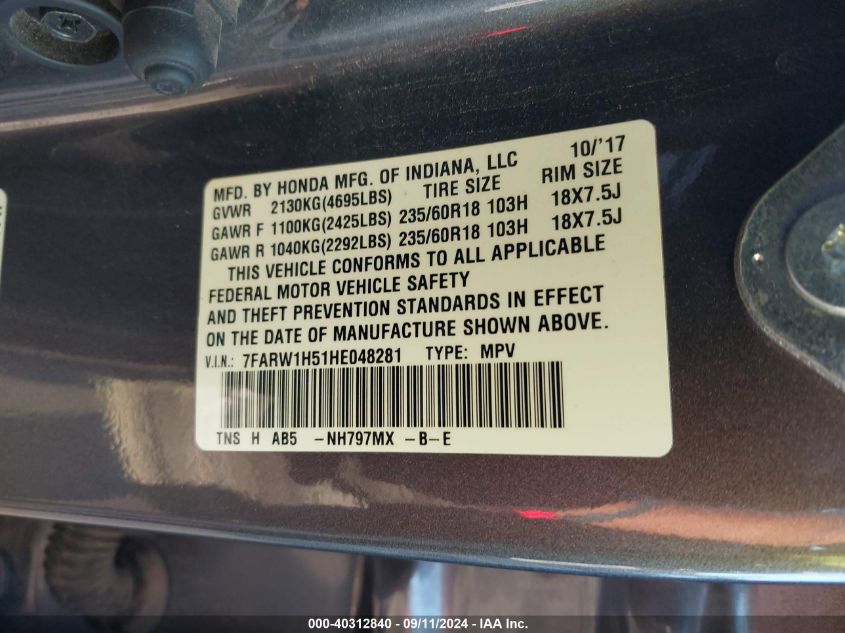 10/'17
MFD. BY HONDA MFG. OF INDIANA, LLC
GVWR 2130KG(4695LBS) TIRE SIZE RIM SIZE
GAWR F 1100KG(2425LBS) 235/60R18 103H 18X7.5J
GAWR R 1040KG(2292LBS) 235/60R18 103H 18X7.5J
THIS VEHICLE CONFORMS TO ALL APPLICABLE
FEDERAL MOTOR VEHICLE SAFETY
AND THEFT PREVENTION STANDARDS IN EFFECT
ON THE DATE OF MANUFACTURE SHOWN ABOVE.
V.I.N.: 7FARW1H51HE048281 TYPE: MPV
TNS H AB5 -NH797MX -B-E
000-40312840 - 09/11/2024 - IAA Inc.